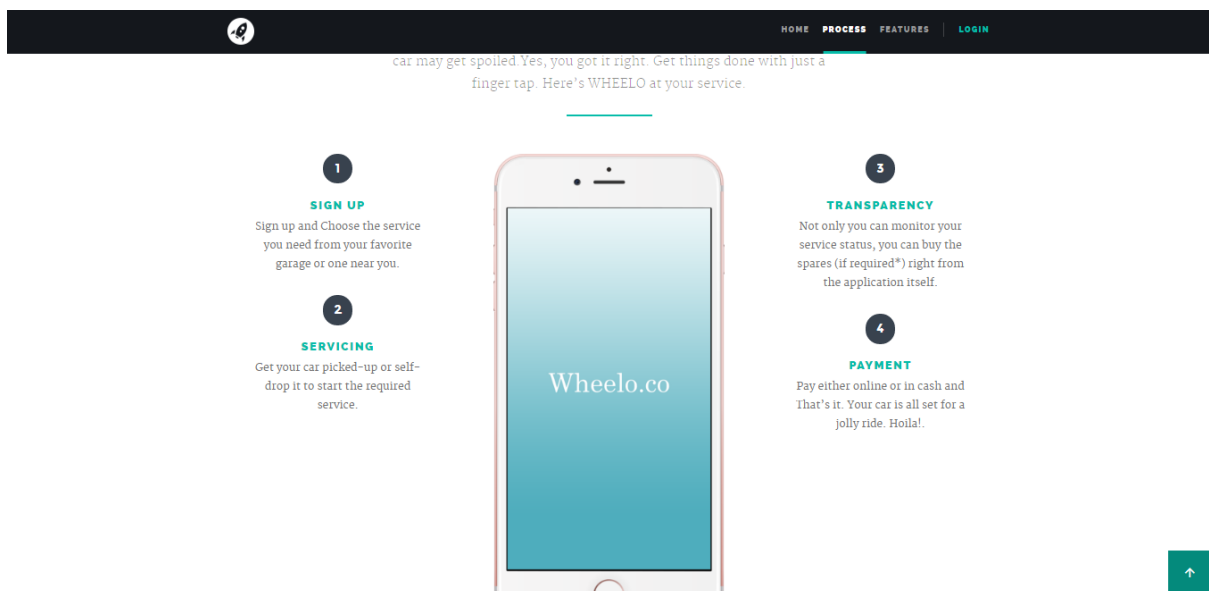 HOME PROCESS FEATURES LOGIN
car may get spoiled.Yes, you got it right. Get things done with just a
finger tap. Here's WHEELO at your service.
1
SIGN UP
Sign up and Choose the service
you need from your favorite
garage or one near you.
2
SERVICING
Get your car picked-up or self-
drop it to start the required
service.
Wheelo.co
3
TRANSPARENCY
Not only you can monitor your
service status, you can buy the
spares (if required*) right from
the application itself.
4
PAYMENT
Pay either online or in cash and
That's it. Your car is all set for a
jolly ride. Hoila!.